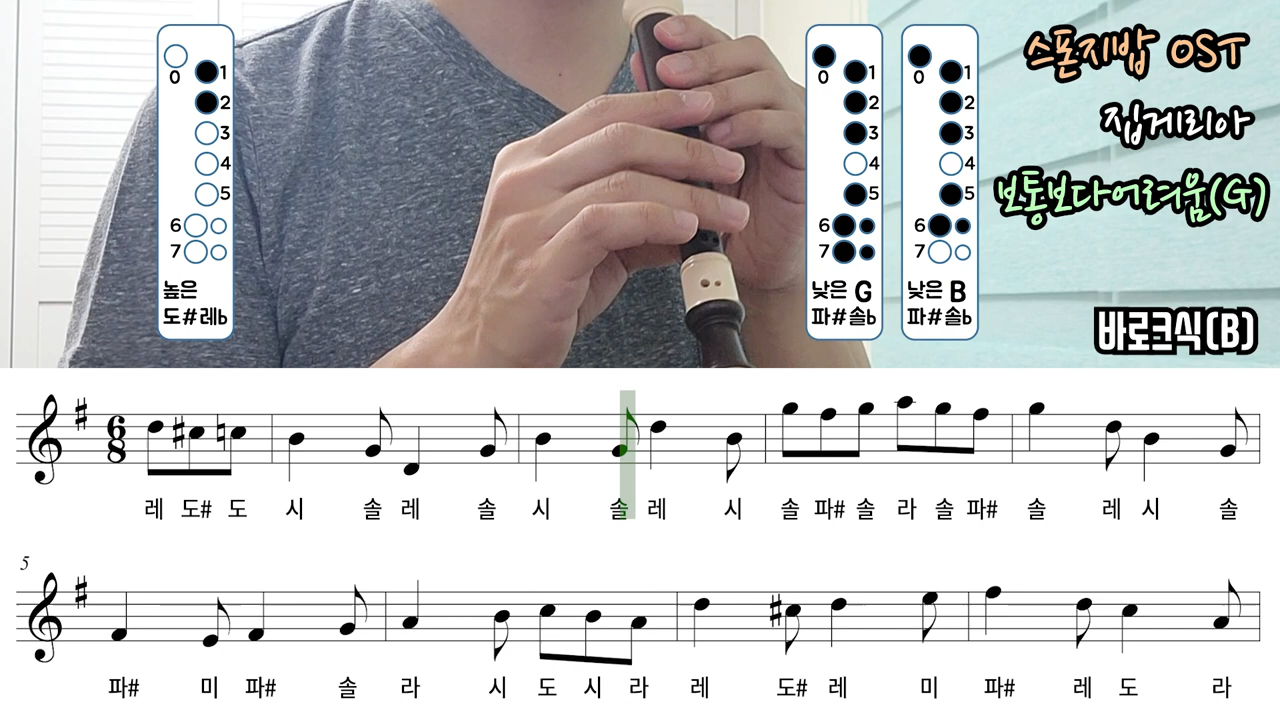 0
1
2
3
4
5
6
7
높은
도#레b
0
1
2
3
4
5
6
7
낮은 G
파#솔b
0
1
2
3
4
5
6
7
낮은 B
파#솔b
스폰지밥 OST
집게리아
보통보다어려움(G)
바로크식(B)
6
8
레 도# 도 시 솔 레 솔 시 솔 레 시 솔 파# 솔 라 솔 파# 솔 레 시 솔
5
파# 미 파# 솔 라 시 도 시 라 레 도# 레 미 파# 레 도 라